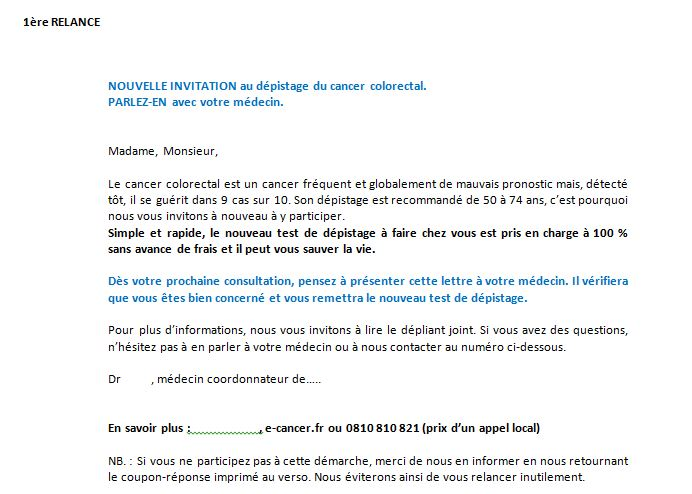 1ère RELANCE
NOUVELLE INVITATION au dépistage du cancer colorectal.
PARLEZ-EN avec votre médecin.
Madame, Monsieur,
Le cancer colorectal est un cancer fréquent et globalement de mauvais pronostic mais, détecté
tôt, il se guérit dans 9 cas sur 10. Son dépistage est recommandé de 50 à 74 ans, c’est pourquoi
nous vous invitons à nouveau à y participer.
Simple et rapide, le nouveau test de dépistage à faire chez vous est pris en charge à 100 %
sans avance de frais et il peut vous sauver la vie.
Dès votre prochaine consultation, pensez à présenter cette lettre à votre médecin. Il vérifiera
que vous êtes bien concerné et vous remettra le nouveau test de dépistage.
Pour plus d’informations, nous vous invitons à lire le dépliant joint. Si vous avez des questions,
n’hésitez pas à en parler à votre médecin ou à nous contacter au numéro ci-dessous.
Dr , médecin coordonnateur de.....
En savoir plus : , e-cancer.fr ou 0810 810 821 (prix d’un appel local)
NB. : Si vous ne participez pas à cette démarche, merci de nous en informer en nous retournant
le coupon-réponse imprimé au verso. Nous éviterons ainsi de vous relancer inutilement.